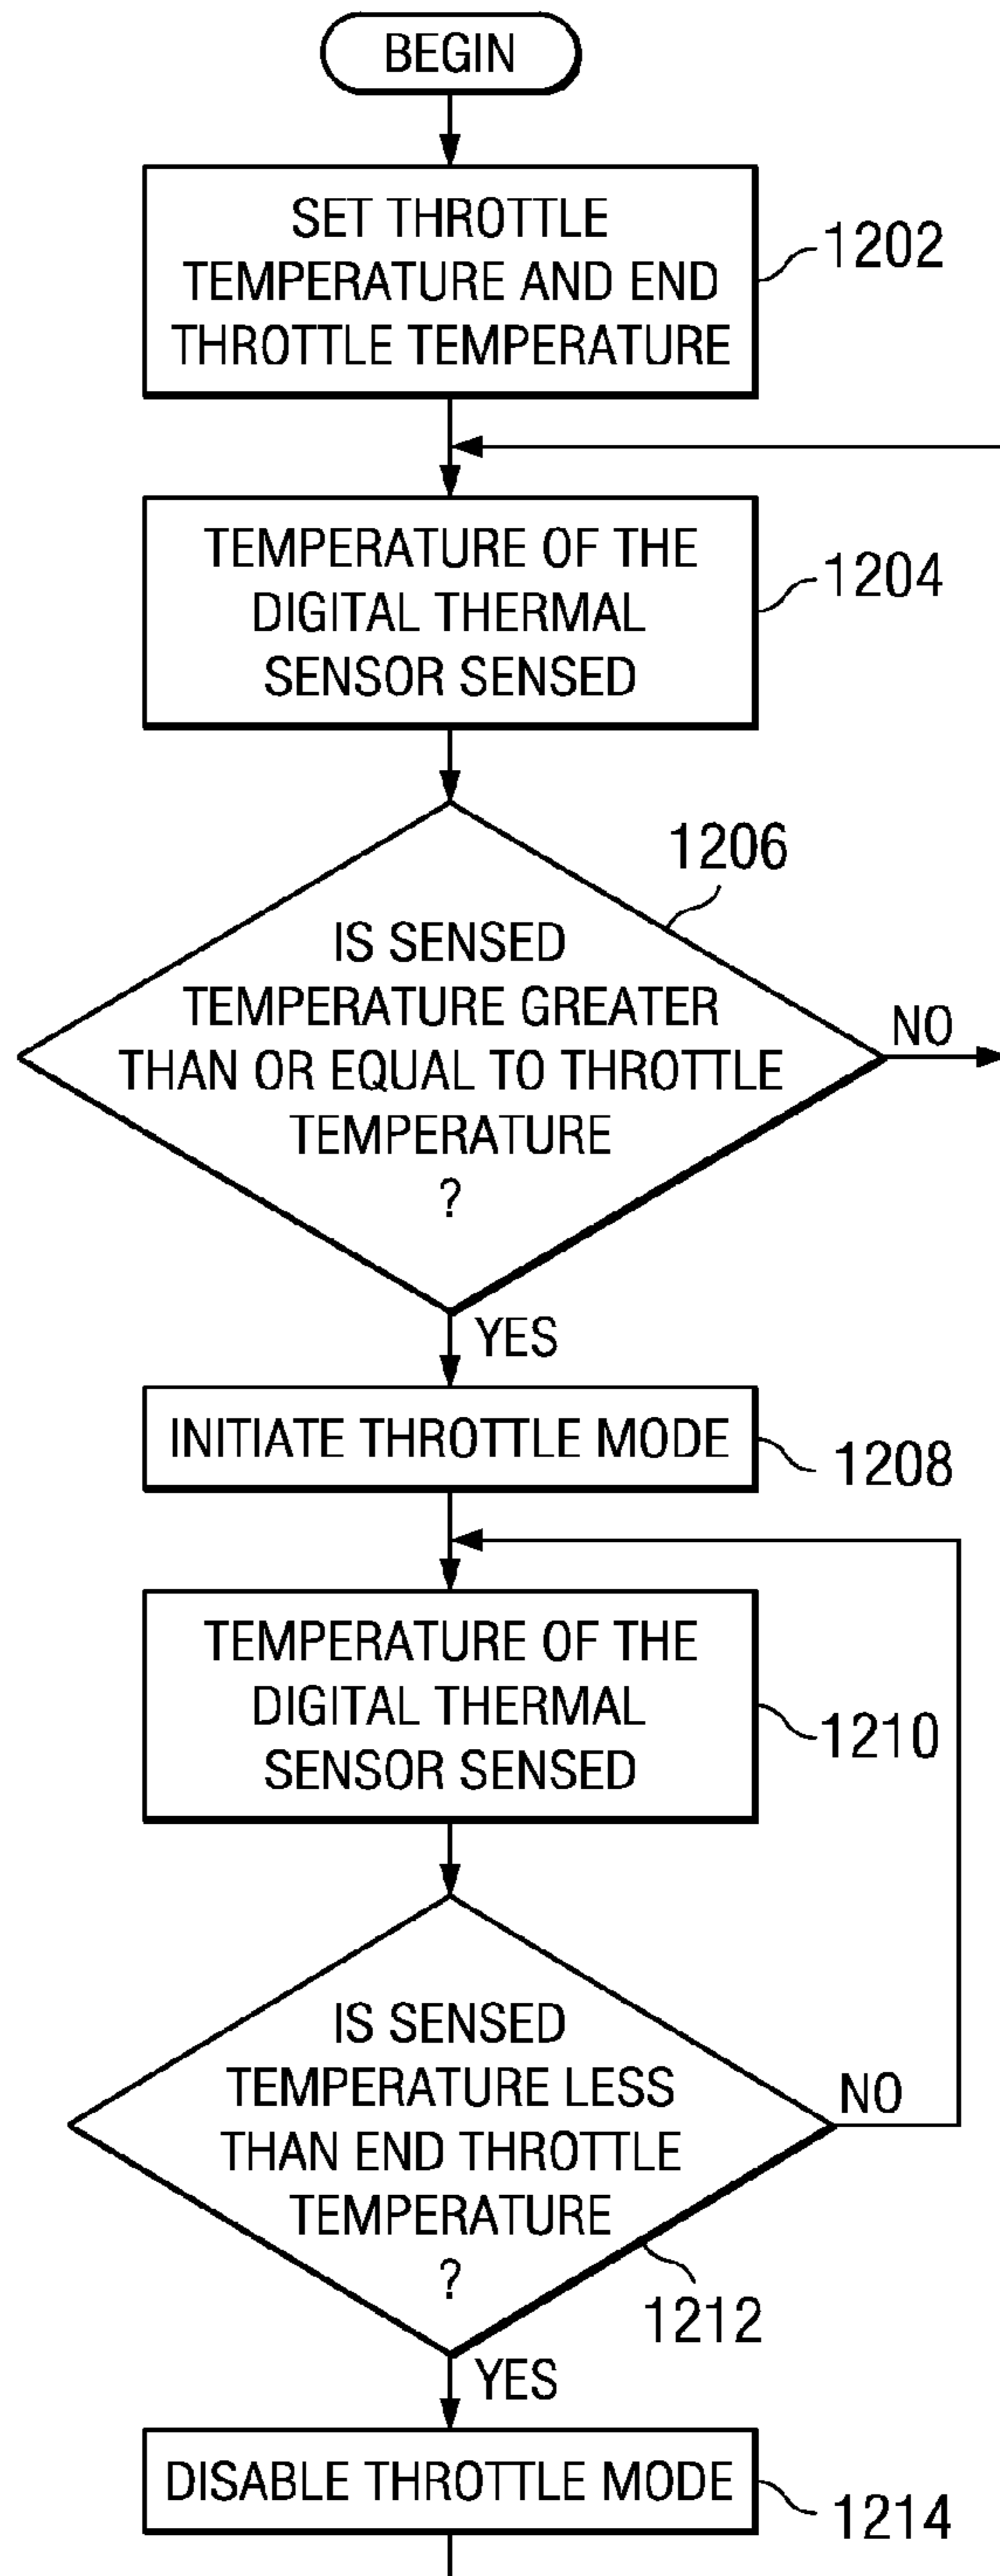 BEGIN
SET THROTTLE
TEMPERATURE AND END
THROTTLE TEMPERATURE
1202
TEMPERATURE OF THE
DIGITAL THERMAL
SENSOR SENSED
1204
1206
IS SENSED
TEMPERATURE GREATER
THAN OR EQUAL TO THROTTLE
TEMPERATURE
?
NO
YES
INITIATE THROTTLE MODE
1208
TEMPERATURE OF THE
DIGITAL THERMAL
SENSOR SENSED
1210
IS SENSED
TEMPERATURE LESS
THAN END THROTTLE
TEMPERATURE
?
NO
1212
YES
DISABLE THROTTLE MODE
1214